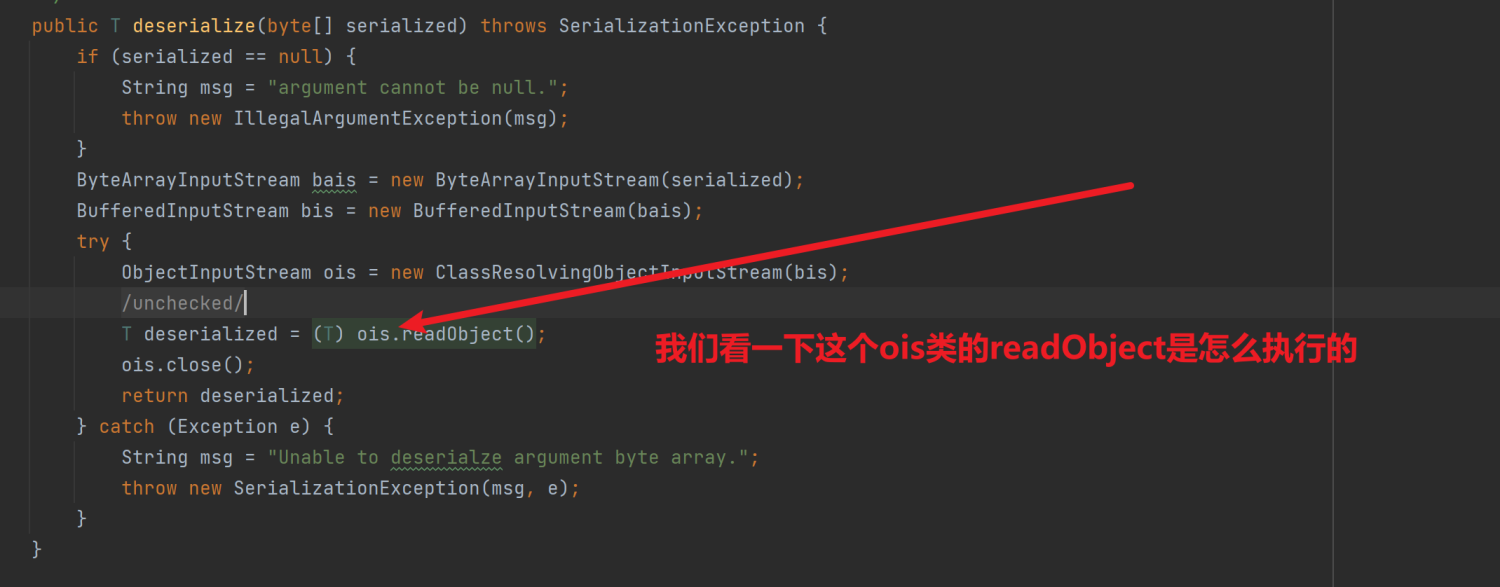 public T deserialize(byte[] serialized) throws SerializationException {
if (serialized == null) {
String msg = "argument cannot be null.";
throw new IllegalArgumentException(msg);
}
ByteArrayInputStream bais = new ByteArrayInputStream(serialized);
BufferedInputStream bis = new BufferedInputStream(bais);
try {
ObjectInputStream ois = new ClassResolvingObjectInputStream(bis);
/unchecked/
T deserialized = (T) ois.readObject();
我们看一下这个ois类的readObject是怎么执行的
ois.close();
return deserialized;
} catch (Exception e) {
String msg = "Unable to deserialze argument byte array.";
throw new SerializationException(msg, e);
}
}